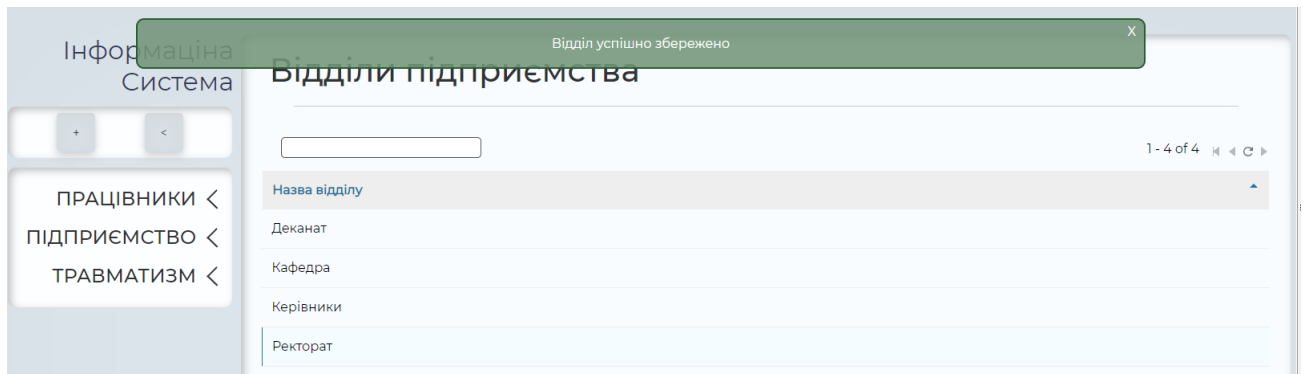 Відділ успішно збережено
X
Інформаціна
Система
Відділи підприємства
+ <
1 - 4 of 4
ПРАЦІВНИКИ
ПІДПРИЄМСТВО
ТРАВМАТИЗМ
Назва відділу
Деканат
Кафедра
Керівники
Ректорат